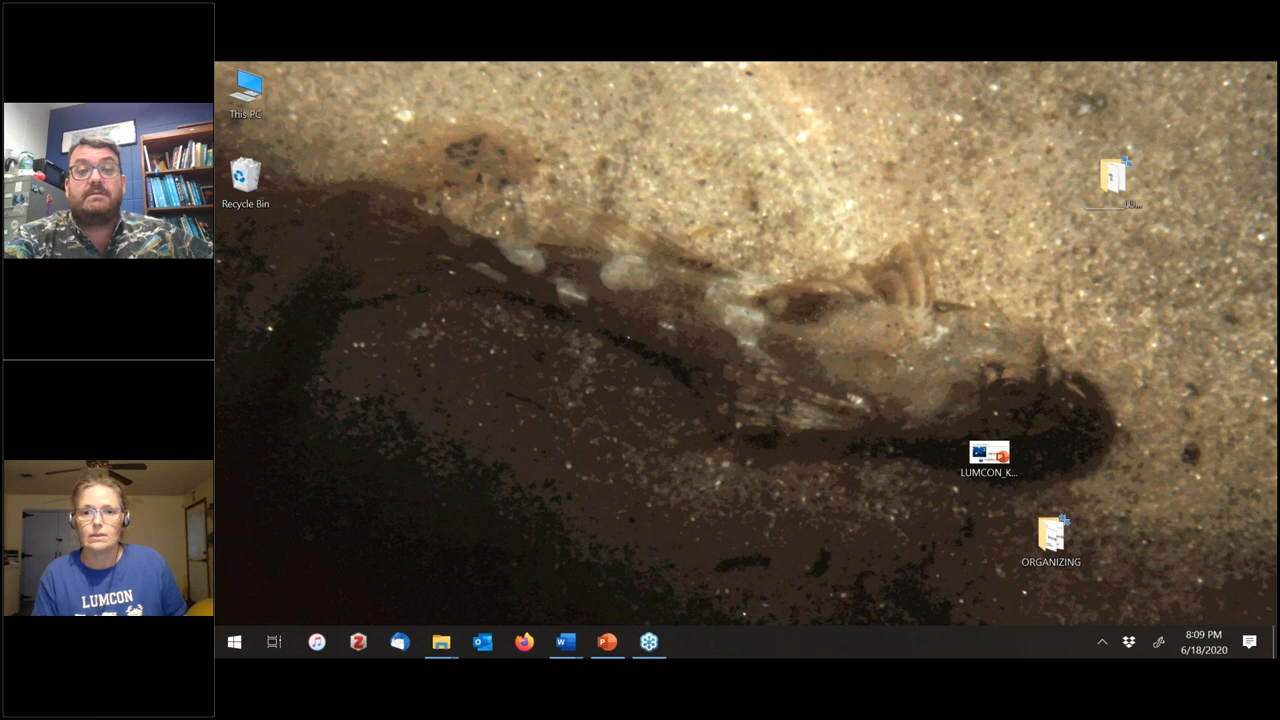 This PC
Recycle Bin
LUMCON_K...
ORGANIZING
8:09 PM
6/18/2020
LUMCON